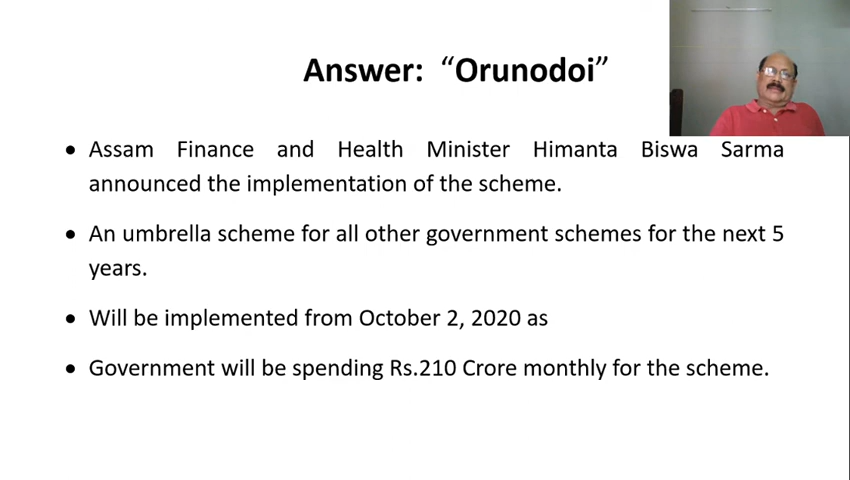 Answer: “Orunodoi”
• Assam Finance and Health Minister Himanta Biswa Sarma
announced the implementation of the scheme.
• An umbrella scheme for all other government schemes for the next 5
years.
• Will be implemented from October 2, 2020 as
• Government will be spending Rs.210 Crore monthly for the scheme.